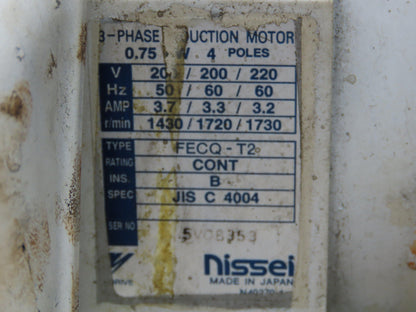 3-PHASE INDUCTION MOTOR
0.75 KW 4 POLES
V 200 / 200 / 220
Hz 50 / 60 / 60
AMP 3.7 / 3.3 / 3.2
r/min 1430 / 1720 / 1730
TYPE FECQ-T2
RATING CONT
INS. B
SPEC JIS C 4004
SER NO 5V08353
DRIVE
nissei
MADE IN JAPAN